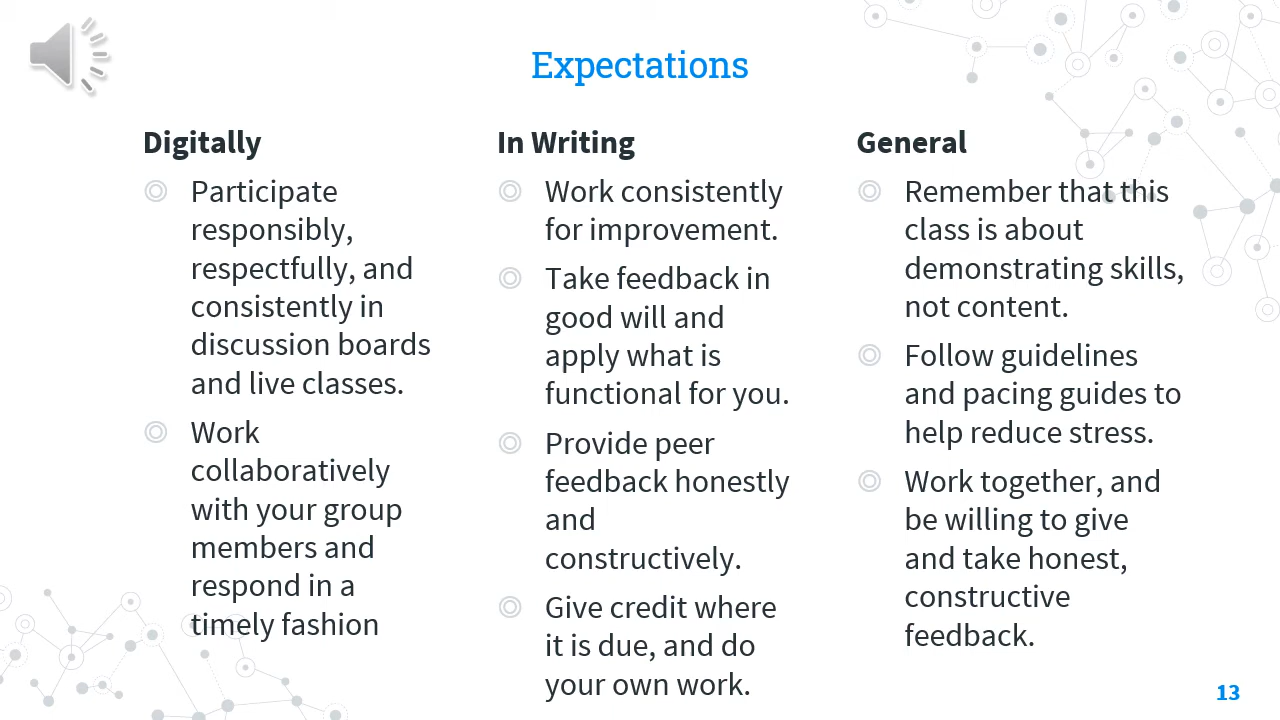 Expectations
Digitally
Participate
responsibly,
respectfully, and
consistently in
discussion boards
and live classes.
Work
collaboratively
with your group
members and
respond in a
timely fashion
In Writing
Work consistently
for improvement.
Take feedback in
good will and
apply what is
functional for you.
Provide peer
feedback honestly
and
constructively.
Give credit where
it is due, and do
your own work.
General
Remember that this
class is about
demonstrating skills,
not content.
Follow guidelines
and pacing guides to
help reduce stress.
Work together, and
be willing to give
and take honest,
constructive
feedback.
13